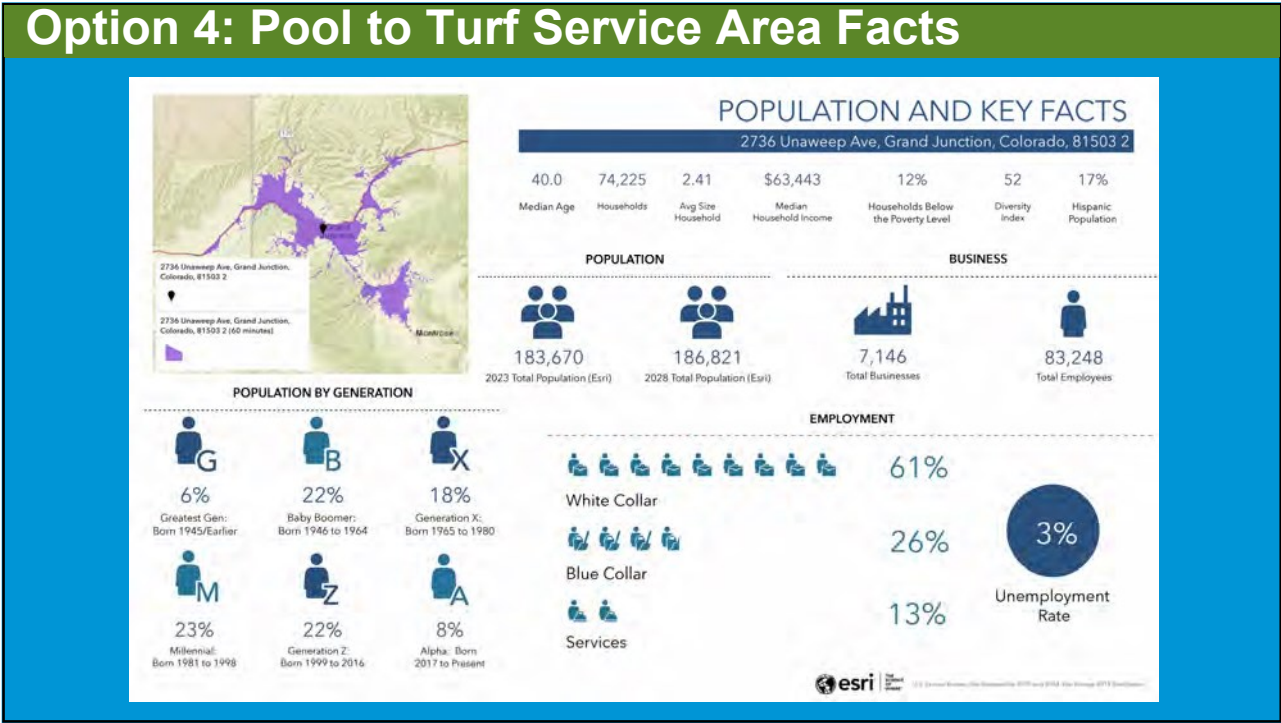 Option 4: Pool to Turf Service Area Facts
POPULATION AND KEY FACTS
2736 Unaweep Ave, Grand Junction, Colorado, 81503 2
40.0
Median Age
74,225
Households
2.41
Avg Size
Household
$63,443
Median
Household Income
12%
Households Below
the Poverty Level
52
Diversity
Index
17%
Hispanic
Population
Grand
Junction
Montrose
2736 Unaweep Ave, Grand Junction,
Colorado, 81503 2
2736 Unaweep Ave, Grand Junction,
Colorado, 81503 2 (60 minutes)
POPULATION
183,670
2023 Total Population (Esri)
186,821
2028 Total Population (Esri)
BUSINESS
7,146
Total Businesses
83,248
Total Employees
POPULATION BY GENERATION
G
6%
Greatest Gen:
Born 1945/Earlier
B
22%
Baby Boomer:
Born 1946 to 1964
X
18%
Generation X:
Born 1965 to 1980
M
23%
Millennial:
Born 1981 to 1998
Z
22%
Generation Z:
Born 1999 to 2016
A
8%
Alpha: Born
2017 to Present
EMPLOYMENT
61%
White Collar
26%
Blue Collar
13%
Services
3%
Unemployment
Rate
esit
THE
SCIENCE
OF
WHERE